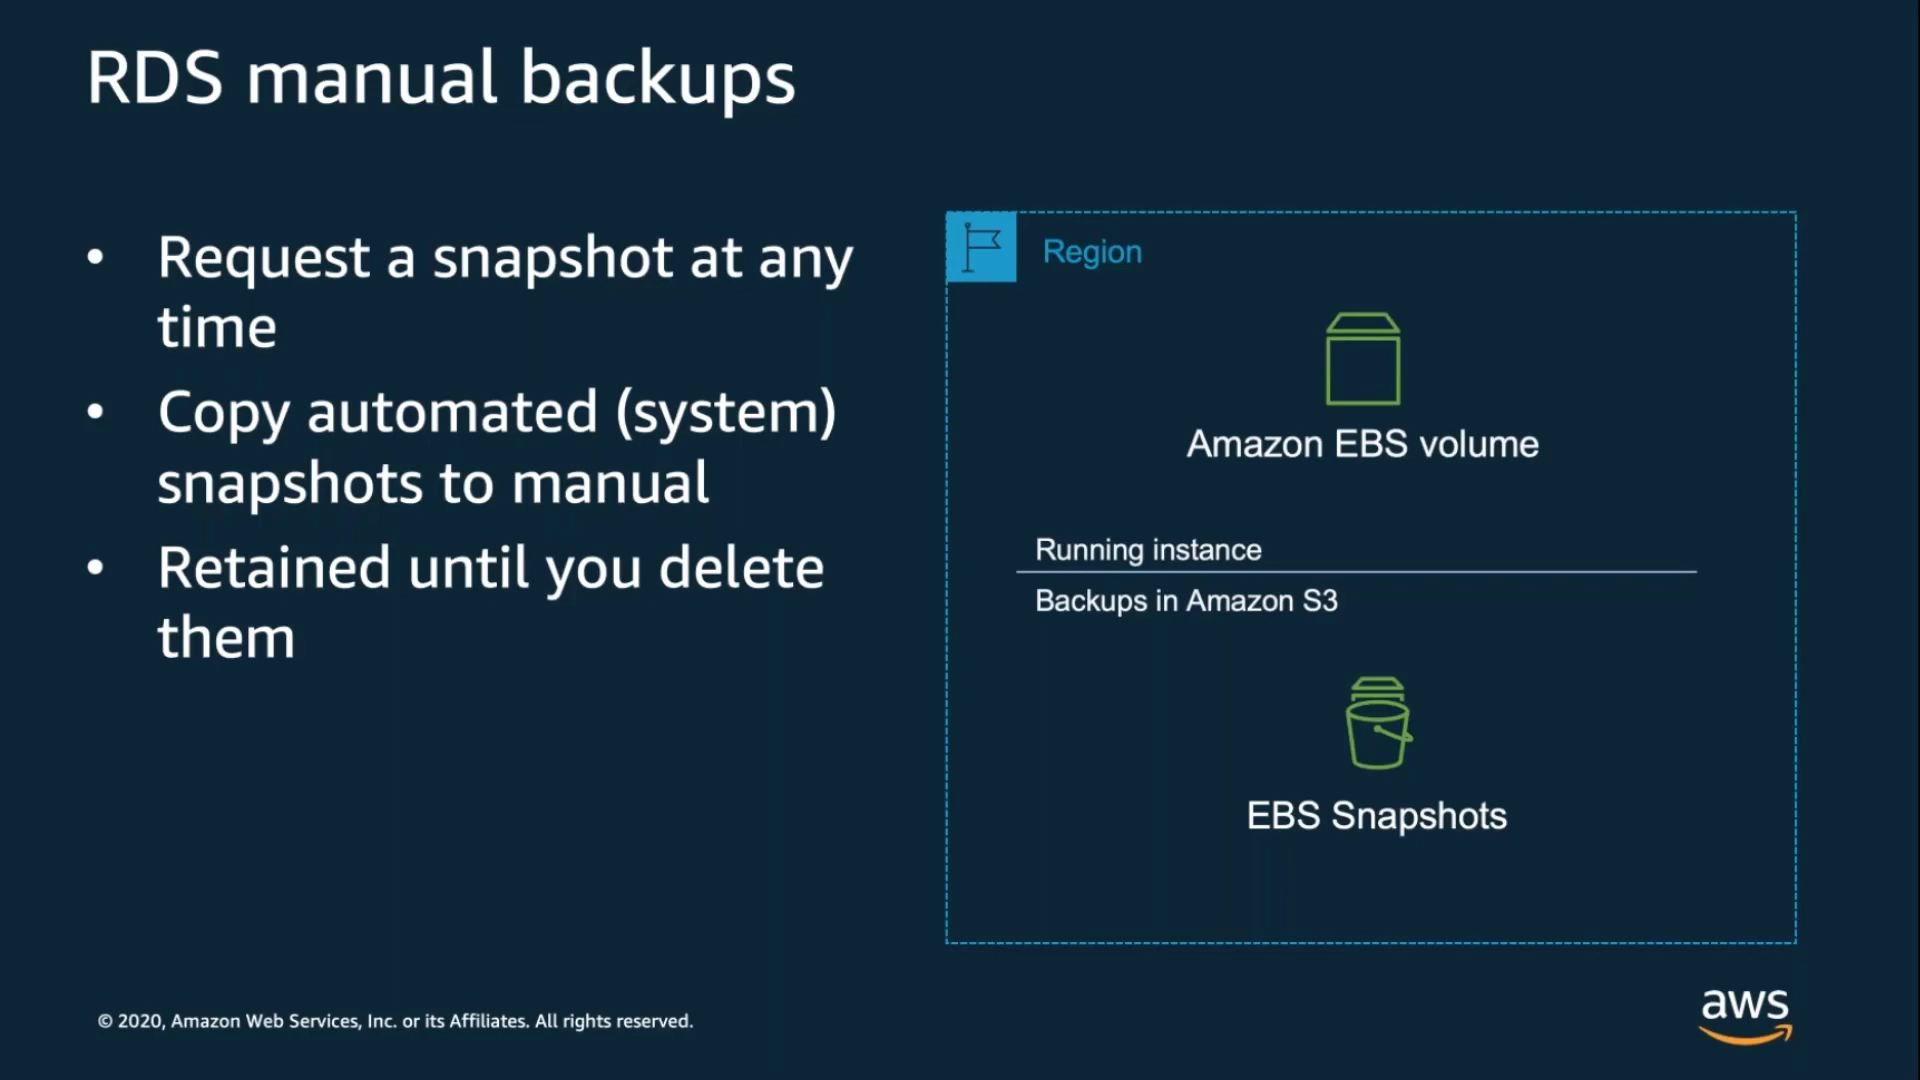 RDS manual backups
• Request a snapshot at any
time
• Copy automated (system)
snapshots to manual
• Retained until you delete
them
Region
Amazon EBS volume
Running instance
Backups in Amazon S3
EBS Snapshots
© 2020, Amazon Web Services, Inc. or its Affiliates. All rights reserved.
aws